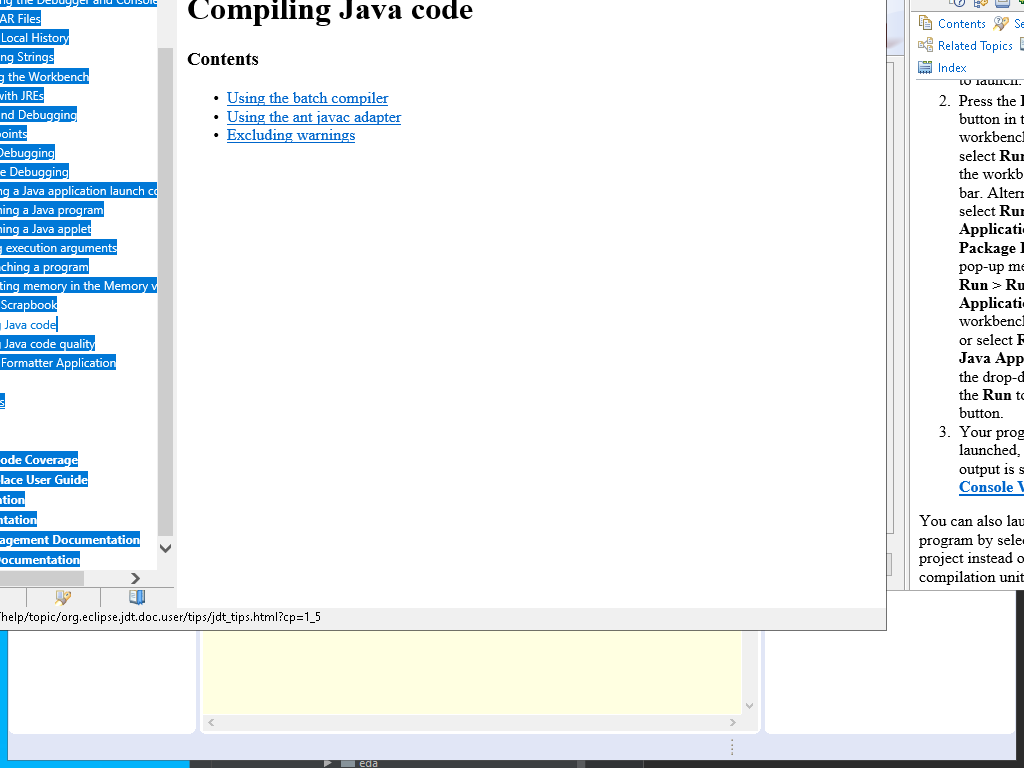 ng the Debugger and Console
AR Files
Local History
ng Strings
g the Workbench
with JREs
nd Debugging
oints
Debugging
e Debugging
ng a Java application launch co
hing a Java program
hing a Java applet
g execution arguments
ching a program
ting memory in the Memory v
Scrapbook
g Java code
g Java code quality
Formatter Application
s
ode Coverage
lace User Guide
ation
ntation
agement Documentation
Documentation
Compiling Java code
Contents
• Using the batch compiler
• Using the ant javac adapter
• Excluding warnings
/help/topic/org.eclipse.jdt.doc.user/tips/jdt_tips.html?cp=1_5
Contents
Se
Related Topics
Index
to launch.
2. Press the
button in t
workbench
select Run
the workb
bar. Altern
select Run
Applicatio
Package
pop-up me
Run > Ru
Applicatio
workbench
or select R
Java App
the drop-d
the Run to
button.
3. Your prog
launched,
output is s
Console V
You can also lau
program by selec
project instead o
compilation unit
eda